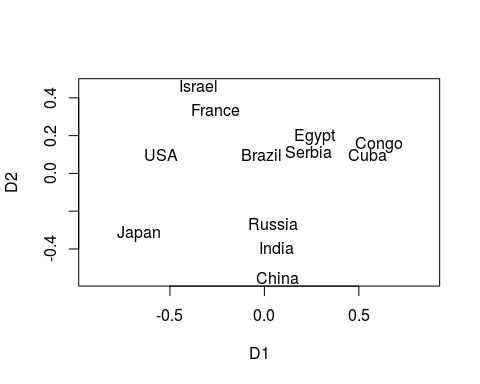 Israel
France
Egypt
Congo
USA
Brazil
Serbia
Cuba
Japan
Russia
India
China
0.4
0.2
0.0
-0.4
D2
-0.5
0.0
0.5
D1